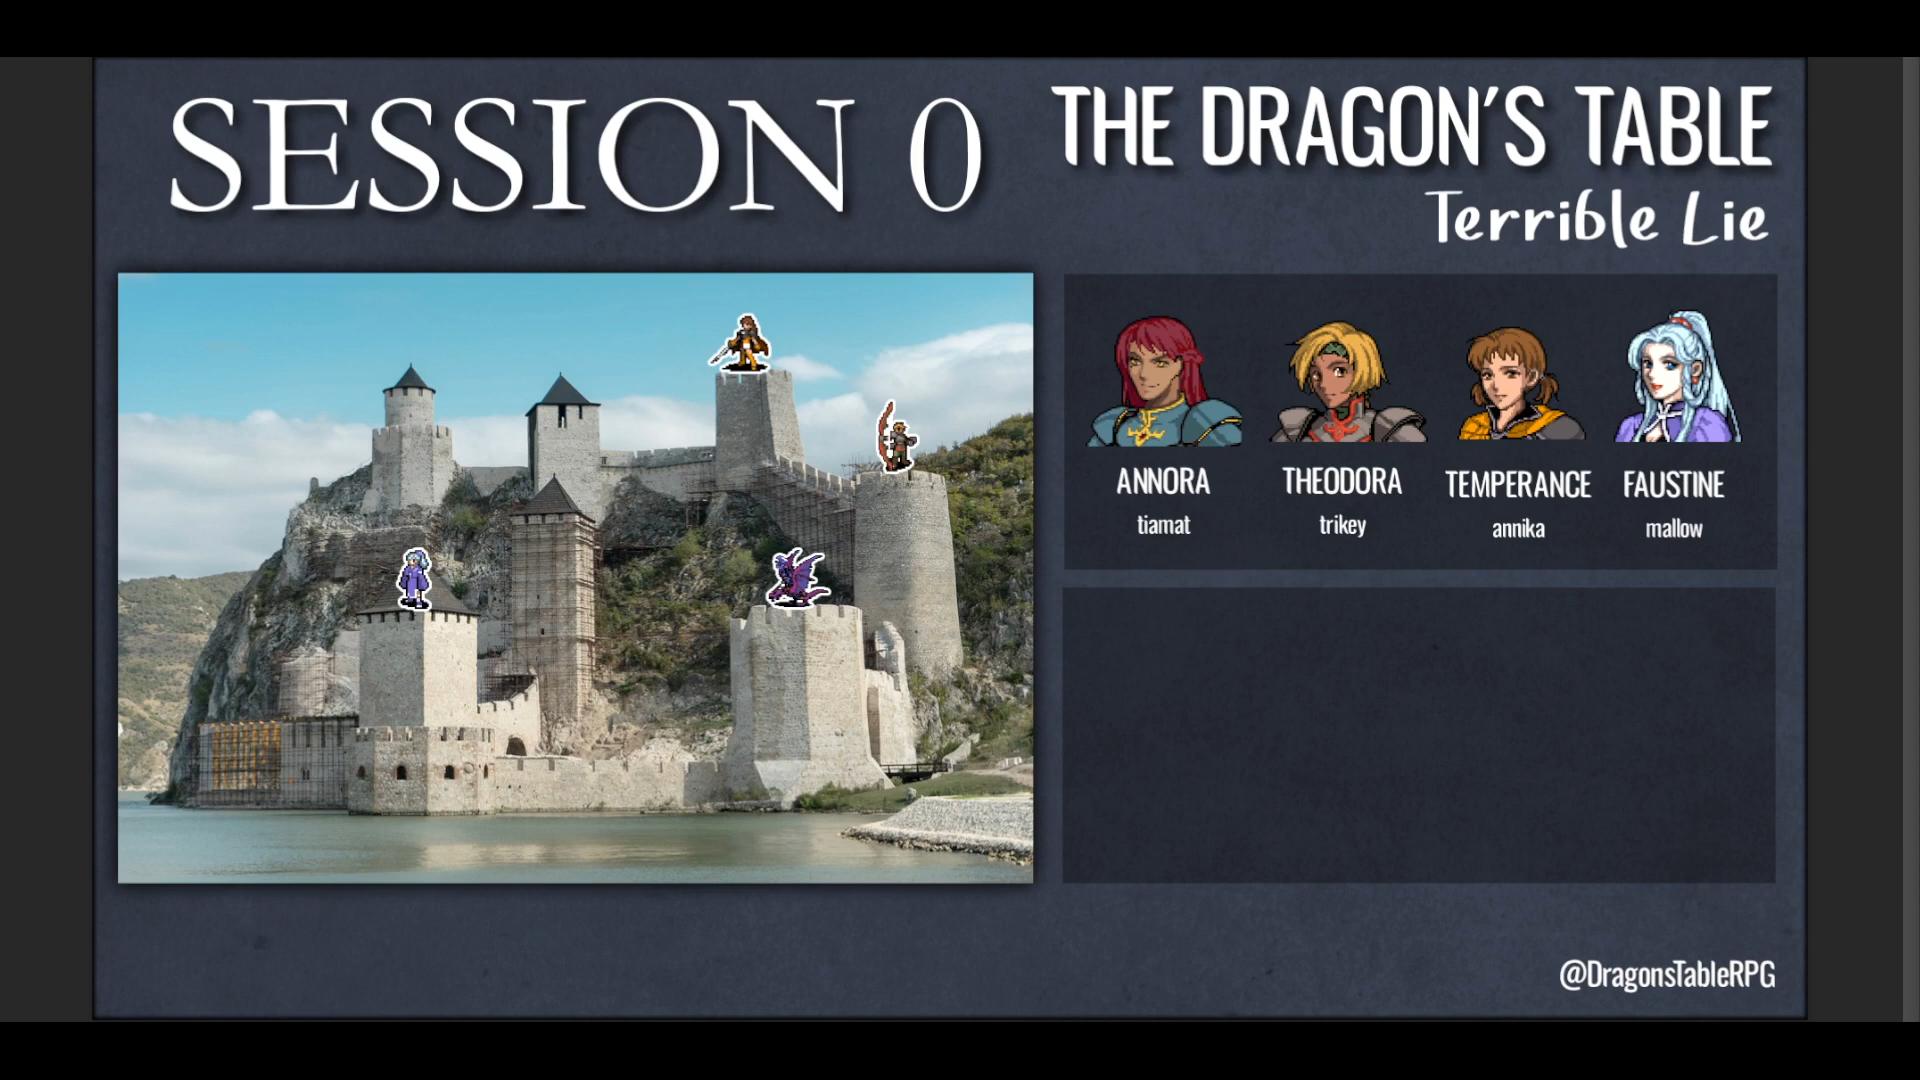 SESSION 0
THE DRAGON'S TABLE
Terrible Lie
ANNORA
tiamat
THEODORA
trikey
TEMPERANCE
annika
FAUSTINE
mallow
@DragonsTableRPG